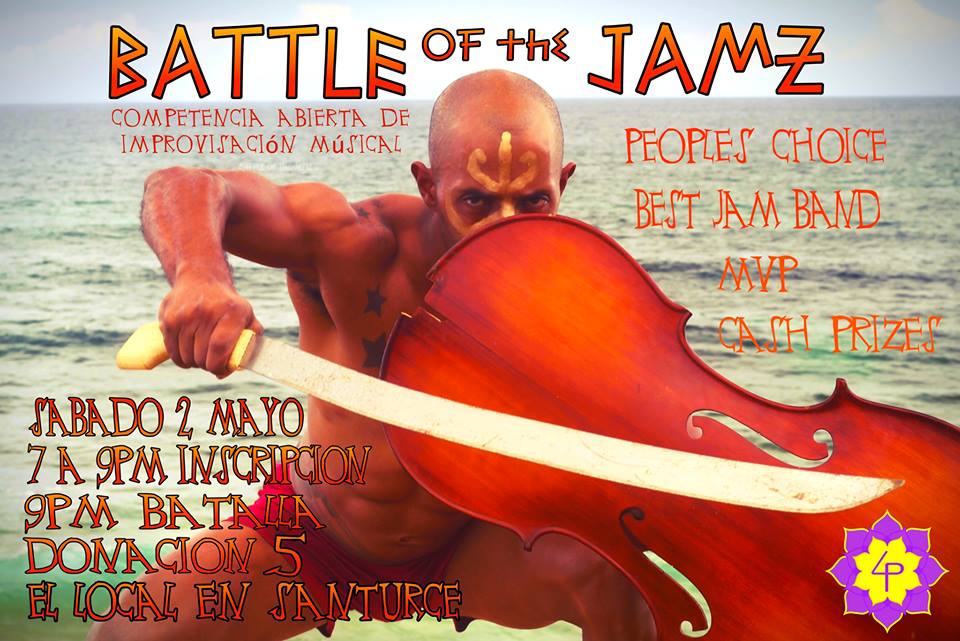 BATTLE OF THE JAMZ
COMPETENCIA ABIERTA DE
IMPROVISACIÓN MÚSICAL
PEOPLES CHOICE
BEST JAM BAND
MVP
CASH PRIZES
SABADO 2 MAYO
7 A 9PM INSCRIPCION
9PM BATALLA
DONACION 5
EL LOCAL EN SANTURCE
4P